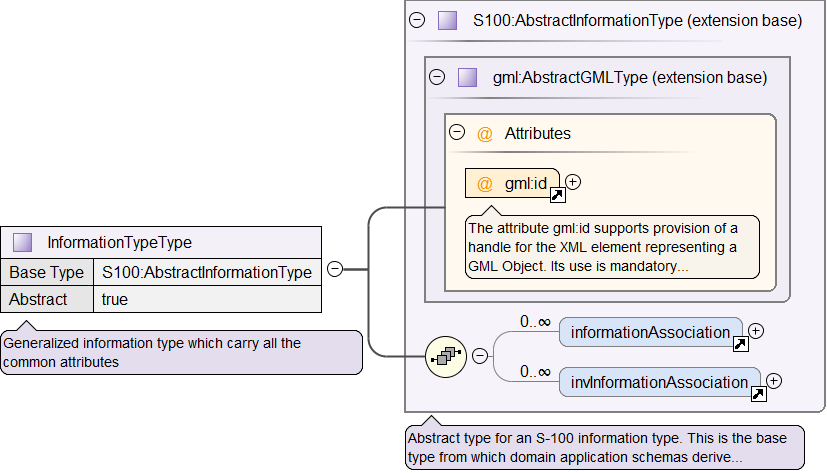 S100:AbstractInformationType (extension base)
gml:AbstractGMLType (extension base)
@ Attributes
@ gml:id
The attribute gml:id supports provision of a
handle for the XML element representing a
GML Object. Its use is mandatory...
InformationTypeType
Base Type S100:AbstractInformationType
Abstract true
Generalized information type which carry all the
common attributes
0..∞ informationAssociation
0..∞ invInformationAssociation
Abstract type for an S-100 information type. This is the base
type from which domain application schemas derive...